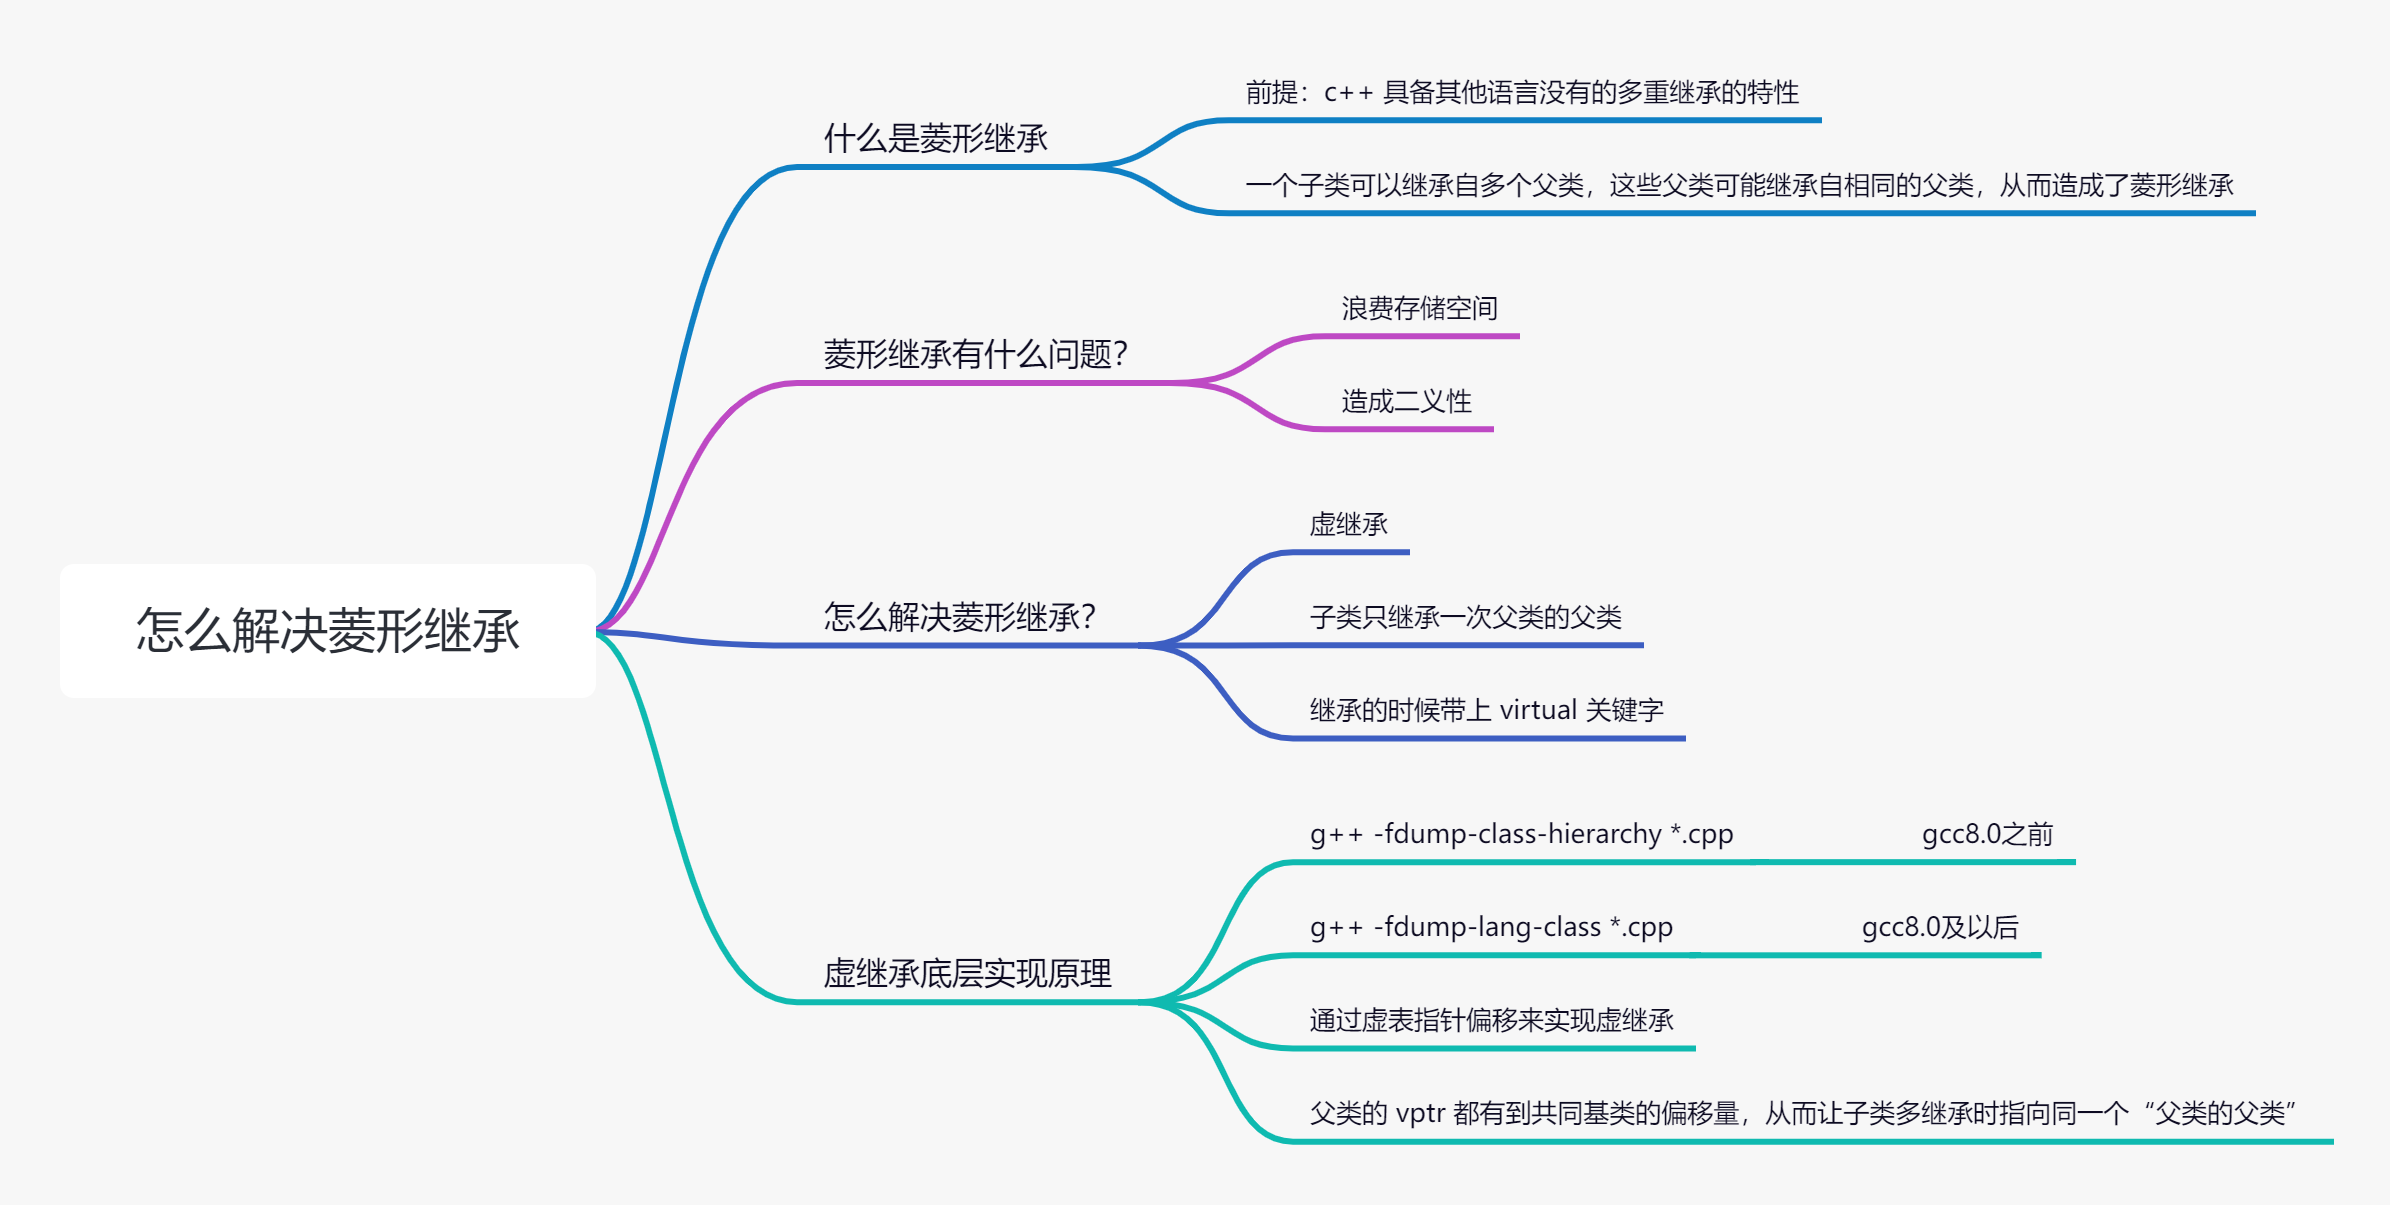 怎么解决菱形继承
什么是菱形继承
前提：c++ 具备其他语言没有的多重继承的特性
一个子类可以继承自多个父类，这些父类可能继承自相同的父类，从而造成了菱形继承
菱形继承有什么问题？
浪费存储空间
造成二义性
怎么解决菱形继承？
虚继承
子类只继承一次父类的父类
继承的时候带上 virtual 关键字
虚继承底层实现原理
g++ -fdump-class-hierarchy *.cpp
gcc8.0之前
g++ -fdump-lang-class *.cpp
gcc8.0及以后
通过虚表指针偏移来实现虚继承
父类的 vptr 都有到共同基类的偏移量，从而让子类多继承时指向同一个“父类的父类”